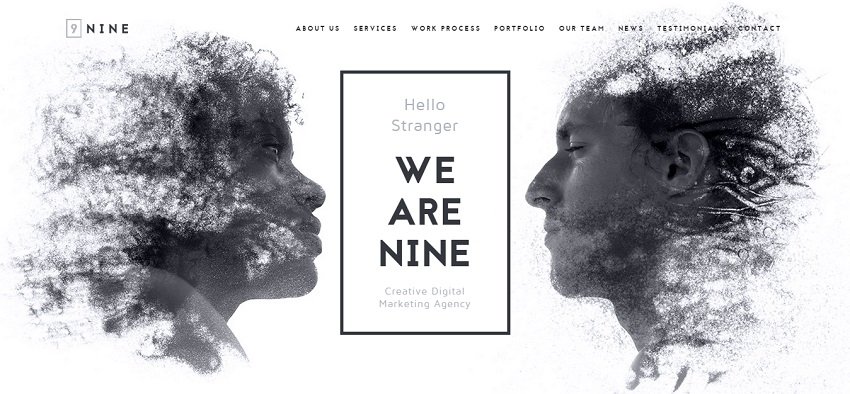 9 NINE
ABOUT US SERVICES WORK PROCESS PORTFOLIO OUR TEAM NEWS TESTIMONIALS CONTACT
Hello
Stranger
WE
ARE
NINE
Creative Digital
Marketing Agency